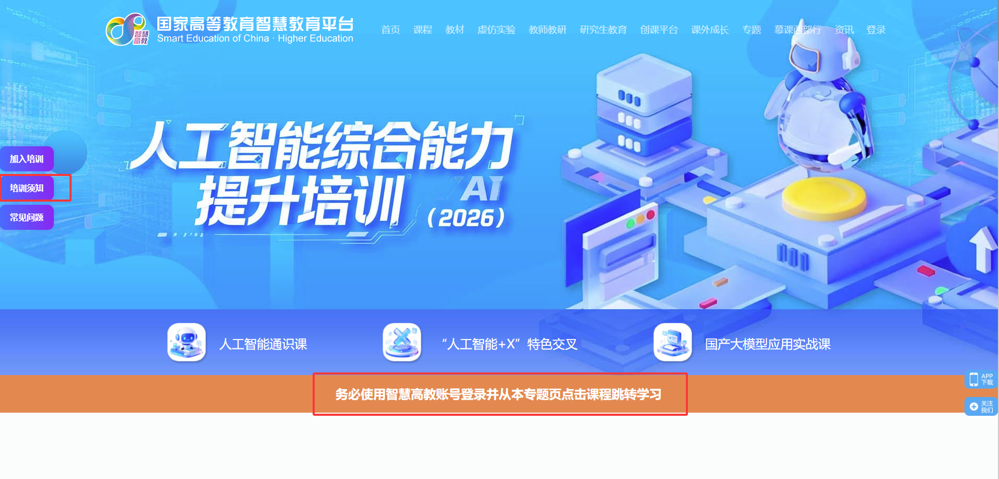 国家高等教育智慧教育平台
Smart Education of China · Higher Education
智慧
高教
首页 课程 教材 虚仿实验 教师教研 研究生教育 创课平台 课外成长 专题 慕课西部行 资讯 登录
人工智能综合能力
提升培训 AI
（2026）
加入培训
培训须知
常见问题
人工智能通识课
“人工智能+X”特色交叉
国产大模型应用实战课
务必使用智慧高教账号登录并从本专题页点击课程跳转学习
APP
下载
关注
我们